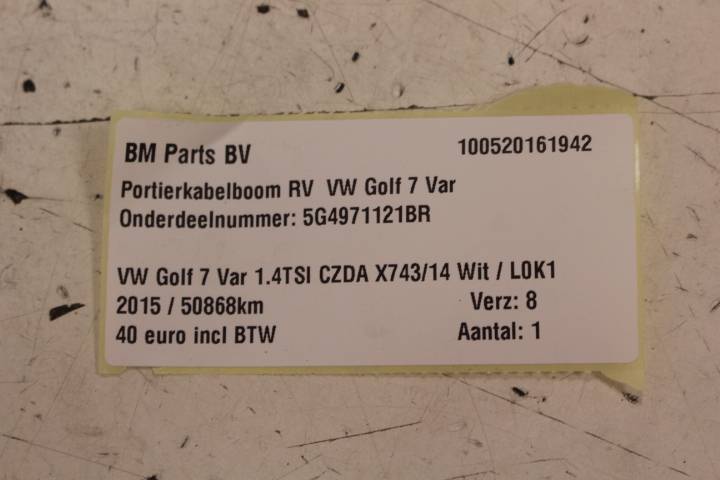 BM Parts BV 100520161942
Portierkabelboom RV VW Golf 7 Var
Onderdeelnummer: 5G4971121BR
VW Golf 7 Var 1.4TSI CZDA X743/14 Wit / L0K1
2015 / 50868km Verz: 8
40 euro incl BTW Aantal: 1